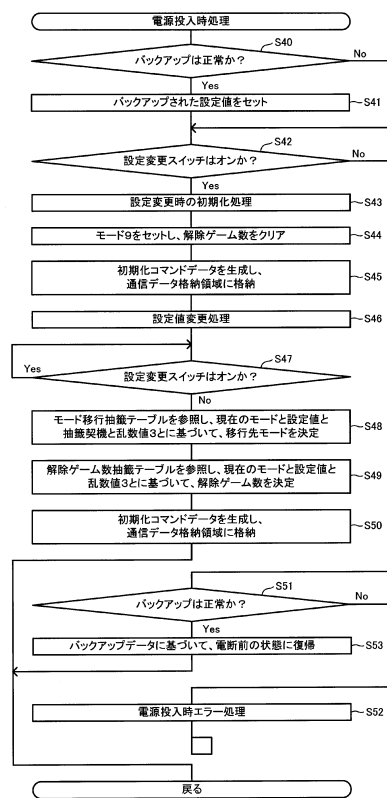 電源投入時処理
S40
バックアップは正常か？
No
Yes
バックアップされた設定値をセット
S41
S42
設定変更スイッチはオンか？
No
Yes
設定変更時の初期化処理
S43
モード9をセットし、解除ゲーム数をクリア
S44
初期化コマンドデータを生成し、
通信データ格納領域に格納
S45
設定値変更処理
S46
S47
Yes
設定変更スイッチはオンか？
No
モード移行抽籤テーブルを参照し、現在のモードと設定値と
抽籤契機と乱数値3とに基づいて、移行先モードを決定
S48
解除ゲーム数抽籤テーブルを参照し、現在のモードと設定値と
乱数値3とに基づいて、解除ゲーム数を決定
S49
初期化コマンドデータを生成し、
通信データ格納領域に格納
S50
S51
バックアップは正常か？
No
Yes
バックアップデータに基づいて、電断前の状態に復帰
S53
電源投入時エラー処理
S52
戻る